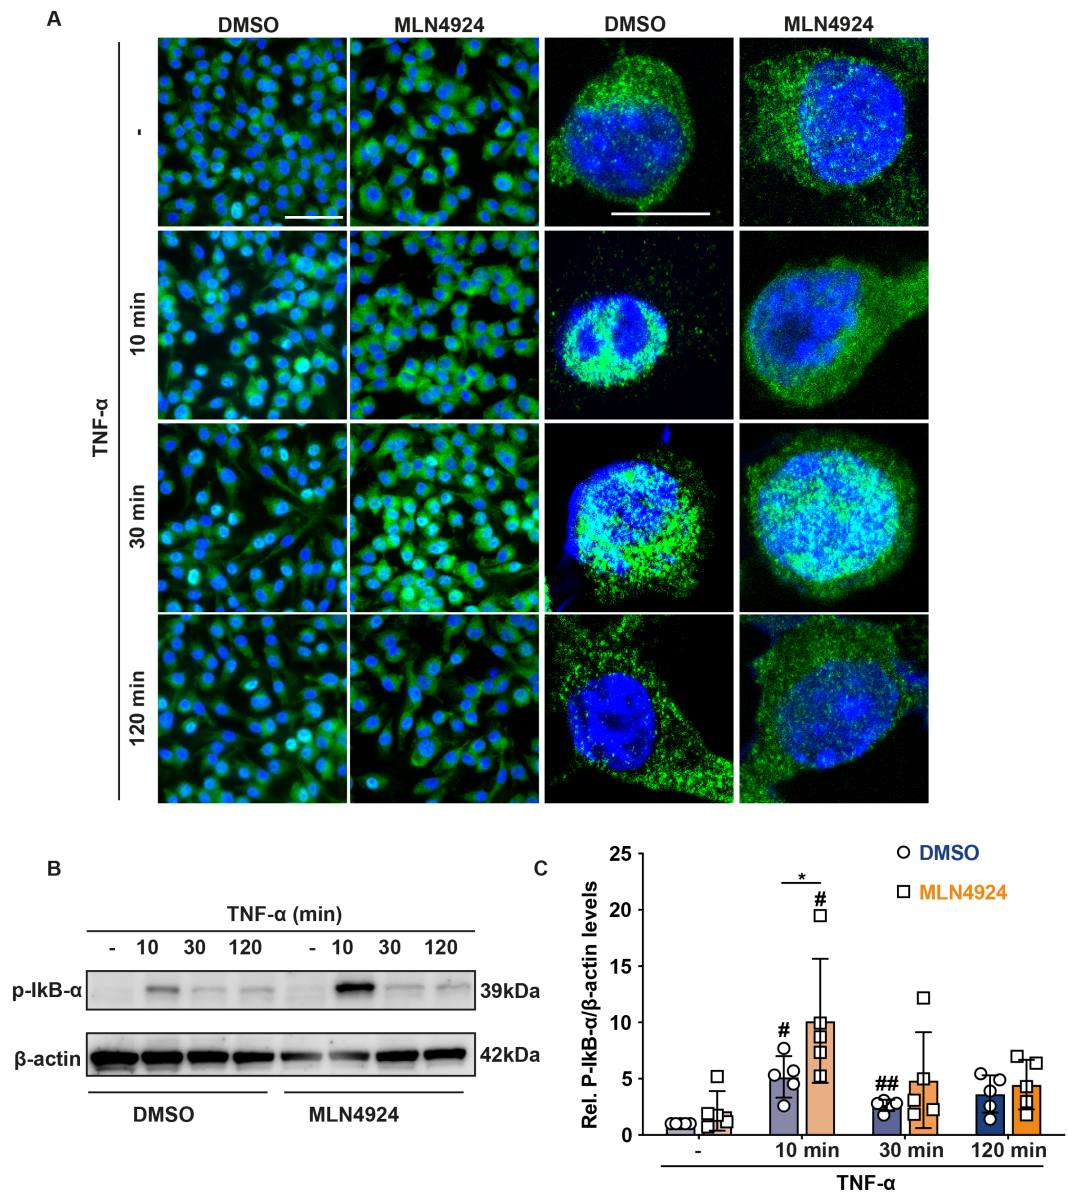 A
DMSO MLN4924 DMSO MLN4924
TNF-α
-
10 min
30 min
120 min
B
TNF-α (min)
- 10 30 120 - 10 30 120
p-IkB-α 39kDa
β-actin 42kDa
DMSO MLN4924
C
Rel. P-IkB-α/β-actin levels
25
20
15
10
5
0
DMSO
MLN4924
*
#
#
##
- 10 min 30 min 120 min
TNF-α